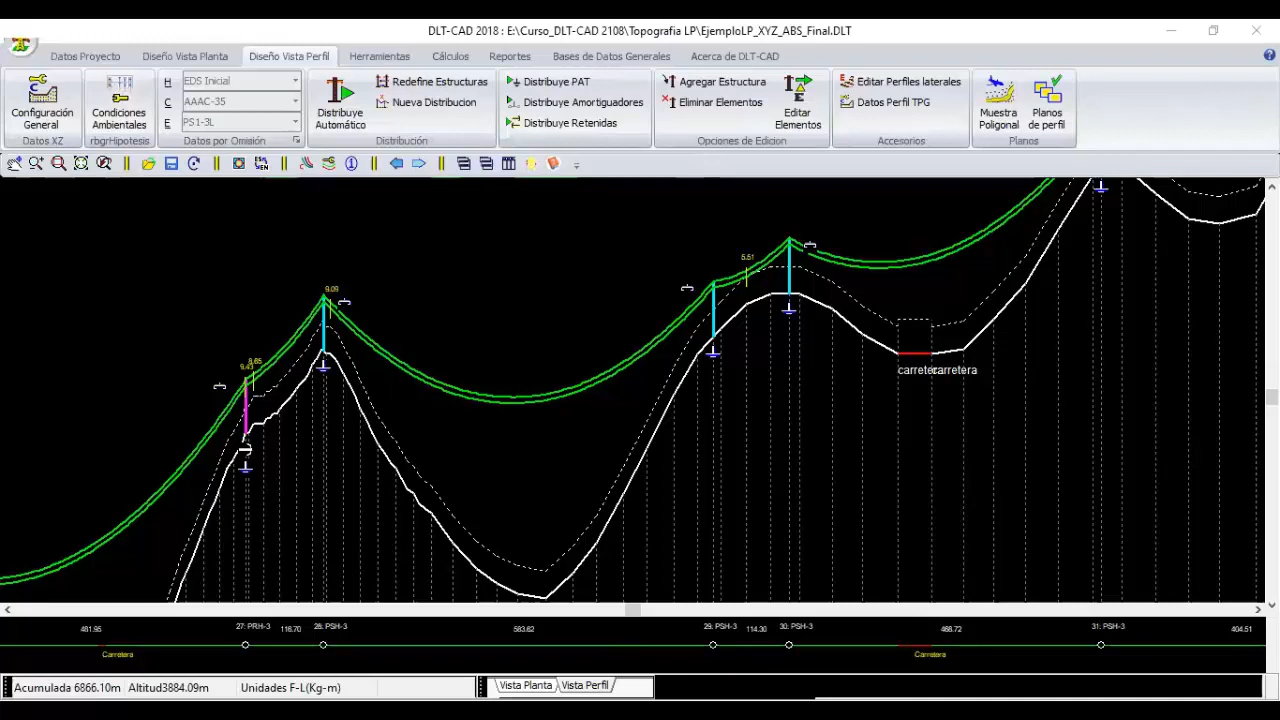 DLT-CAD 2018 : E:\Curso_DLT-CAD 2108\Topografia LP\EjemploLP_XYZ_ABS_Final.DLT
Datos Proyecto Diseño Vista Planta Diseño Vista Perfil Herramientas Cálculos Reportes Bases de Datos Generales Acerca de DLT-CAD
H EDS Inicial Redefine Estructuras Distribuye PAT Agregar Estructura Editar Perfiles laterales
C AAAC-35 Nueva Distribucion Distribuye Amortiguadores Eliminar Elementos Datos Perfil TPG
Configuración General Condiciones Ambientales E PS1-3L Distribuye Automático Distribuye Retenidas Editar Elementos Muestra Poligonal Planos de perfil
Datos XZ rbgrHipotesis Datos por Omisión Distribución Opciones de Edicion Accesorios Planos
5.51
9.09
8.65
9.43
carretera carretera
481.95 27: PRH-3 116.70 28: PSH-3 583.62 29: PSH-3 114.30 30: PSH-3 468.72 31: PSH-3 404.51
Carretera Carretera
Acumulada 6866.10m Altitud3884.09m Unidades F-L(Kg-m) Vista Planta Vista Perfil